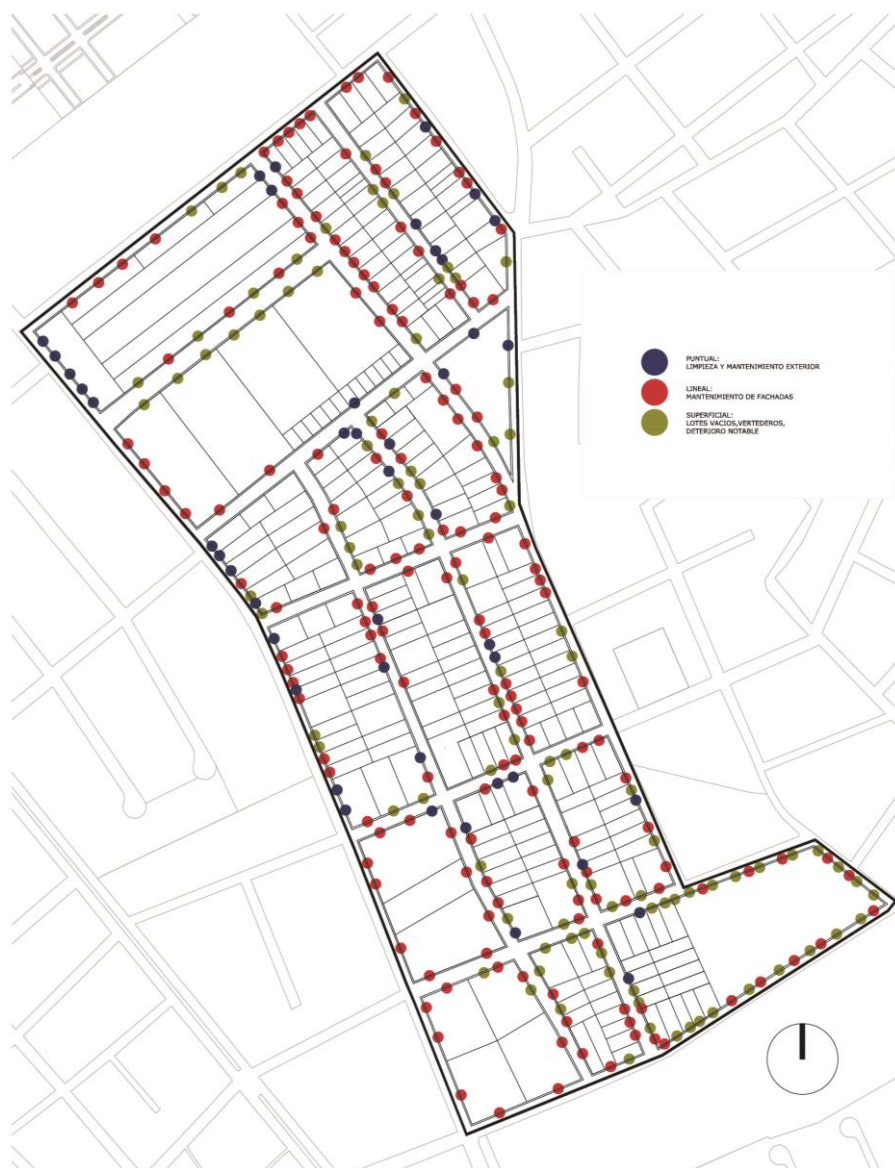 PUNTUAL:
LIMPIEZA Y MANTENIMIENTO EXTERIOR
LINEAL:
MANTENIMIENTO DE FACHADAS
SUPERFICIAL:
LOTES VACIOS,VERTEDEROS,
DETERIORO NOTABLE